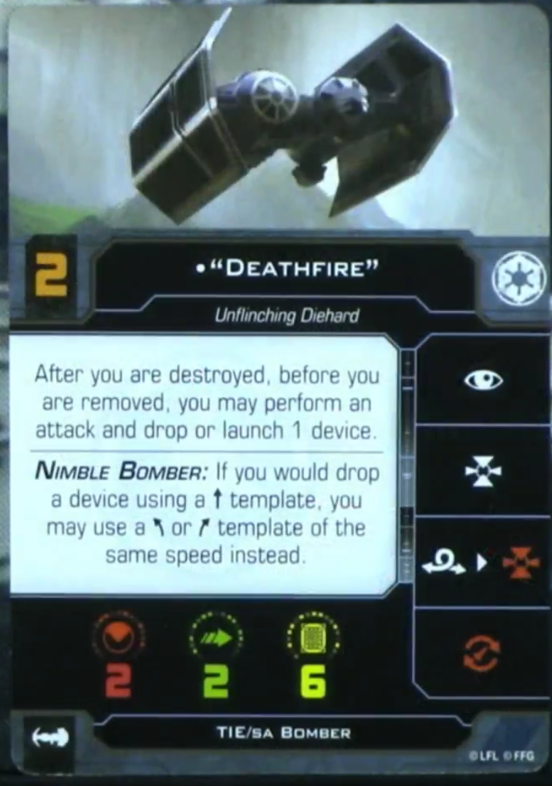 2
•"Deathfire"
Unflinching Diehard
After you are destroyed, before you
are removed, you may perform an
attack and drop or launch 1 device.
Nimble Bomber: If you would drop
a device using a ⬆ template, you
may use a ↖ or ↗ template of the
same speed instead.
2 2 6
TIE/sa Bomber
©LFL ©FFG